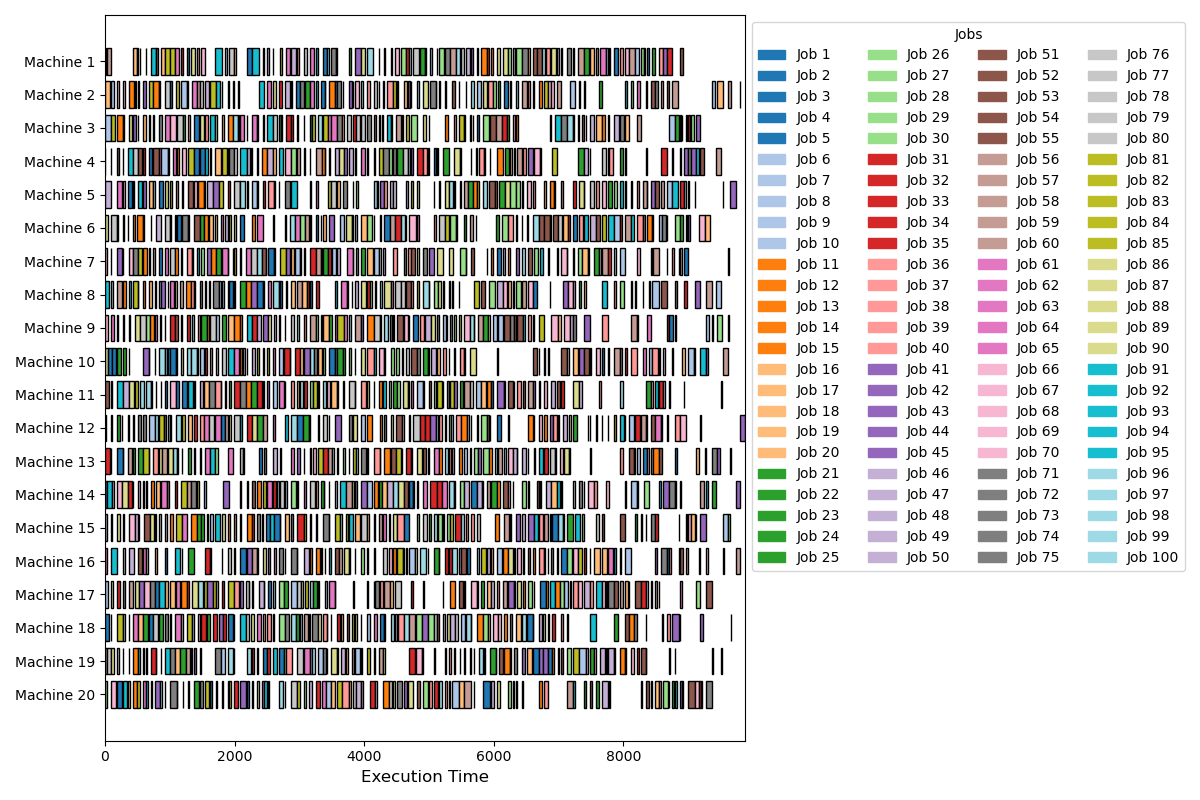 Jobs
Job 1 Job 26 Job 51 Job 76
Job 2 Job 27 Job 52 Job 77
Job 3 Job 28 Job 53 Job 78
Job 4 Job 29 Job 54 Job 79
Job 5 Job 30 Job 55 Job 80
Job 6 Job 31 Job 56 Job 81
Job 7 Job 32 Job 57 Job 82
Job 8 Job 33 Job 58 Job 83
Job 9 Job 34 Job 59 Job 84
Job 10 Job 35 Job 60 Job 85
Job 11 Job 36 Job 61 Job 86
Job 12 Job 37 Job 62 Job 87
Job 13 Job 38 Job 63 Job 88
Job 14 Job 39 Job 64 Job 89
Job 15 Job 40 Job 65 Job 90
Job 16 Job 41 Job 66 Job 91
Job 17 Job 42 Job 67 Job 92
Job 18 Job 43 Job 68 Job 93
Job 19 Job 44 Job 69 Job 94
Job 20 Job 45 Job 70 Job 95
Job 21 Job 46 Job 71 Job 96
Job 22 Job 47 Job 72 Job 97
Job 23 Job 48 Job 73 Job 98
Job 24 Job 49 Job 74 Job 99
Job 25 Job 50 Job 75 Job 100
Machine 1
Machine 2
Machine 3
Machine 4
Machine 5
Machine 6
Machine 7
Machine 8
Machine 9
Machine 10
Machine 11
Machine 12
Machine 13
Machine 14
Machine 15
Machine 16
Machine 17
Machine 18
Machine 19
Machine 20
0 2000 4000 6000 8000
Execution Time